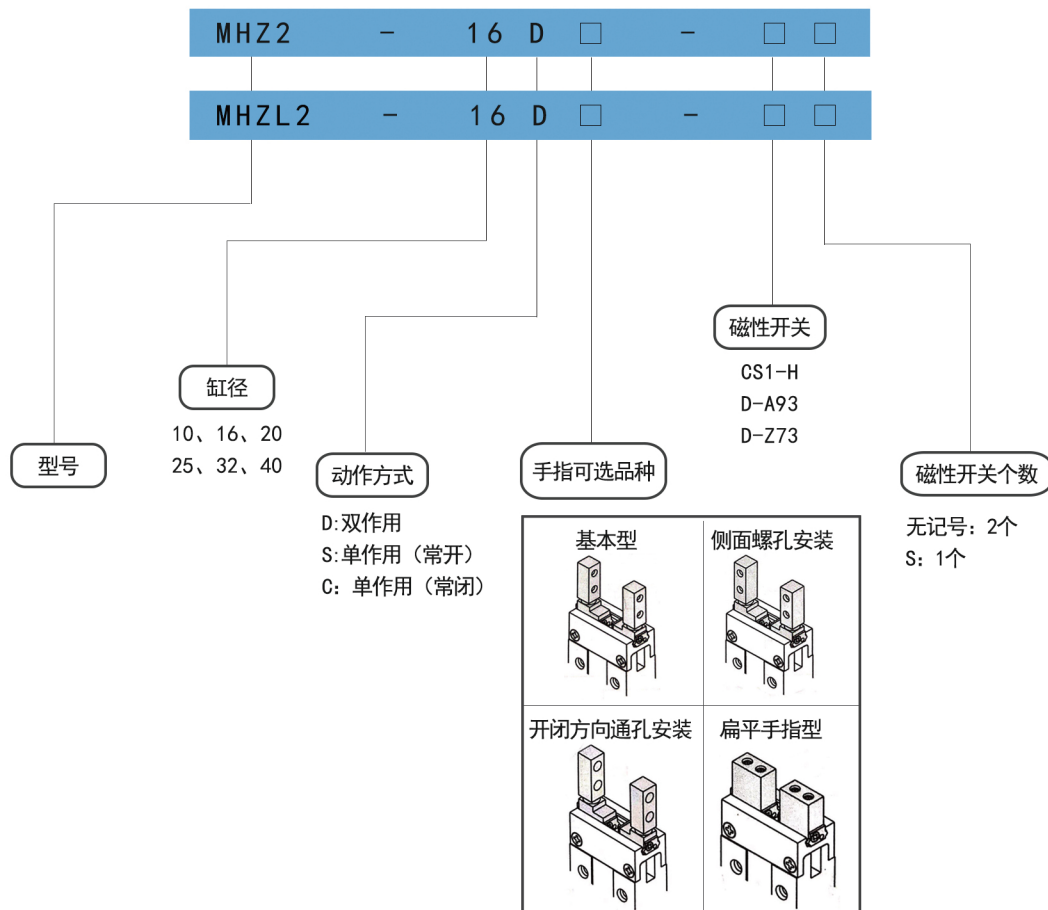 MHZ2 - 16 D □ - □ □
MHZL2 - 16 D □ - □ □
型号
缸径
10、16、20
25、32、40
动作方式
D:双作用
S:单作用（常开）
C：单作用（常闭）
手指可选品种
基本型
侧面螺孔安装
开闭方向通孔安装
扁平手指型
磁性开关
CS1-H
D-A93
D-Z73
磁性开关个数
无记号：2个
S：1个